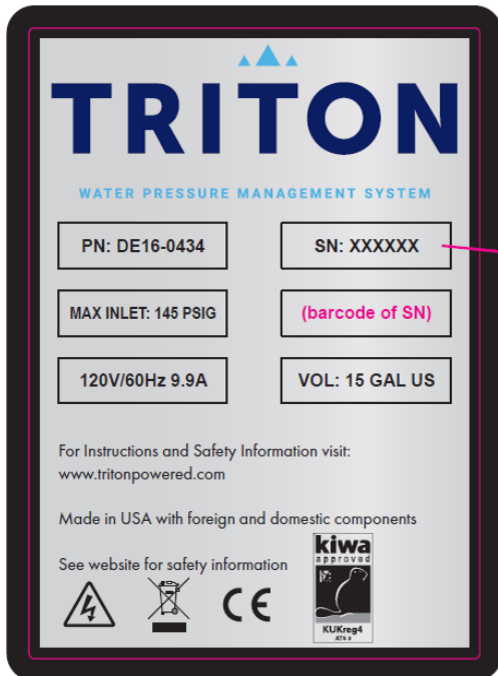 TRITON
WATER PRESSURE MANAGEMENT SYSTEM
PN: DE16-0434
SN: XXXXXX
MAX INLET: 145 PSIG
(barcode of SN)
120V/60Hz 9.9A
VOL: 15 GAL US
For Instructions and Safety Information visit:
www.tritonpowered.com
Made in USA with foreign and domestic components
See website for safety information
CE
kiwa
approved
KUKreg4